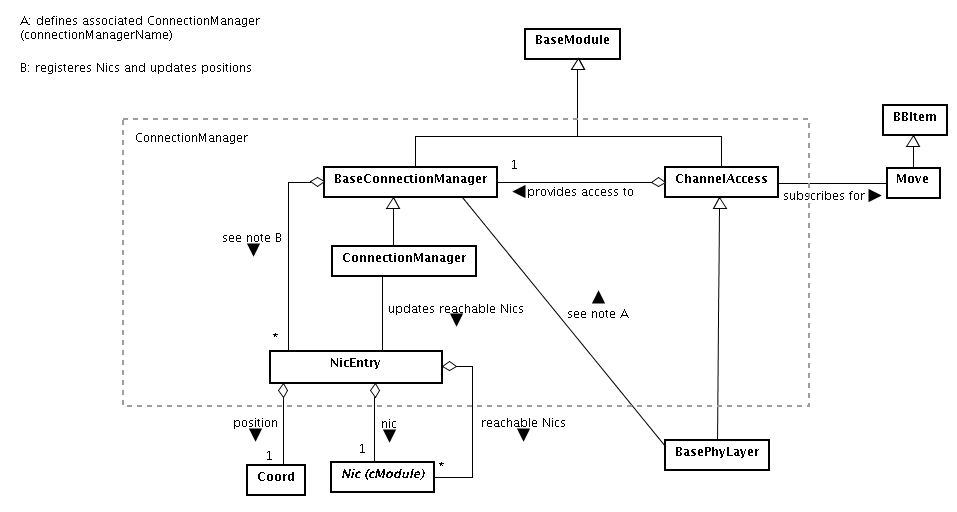 A: defines associated ConnectionManager
(connectionManagerName)
B: registeres Nics and updates positions
BaseModule
BBItem
ConnectionManager
1
BaseConnectionManager
provides access to
ChannelAccess
subscribes for
Move
see note B
ConnectionManager
updates reachable Nics
see note A
*
NicEntry
position
nic
reachable Nics
1
1
*
Coord
Nic (cModule)
BasePhyLayer